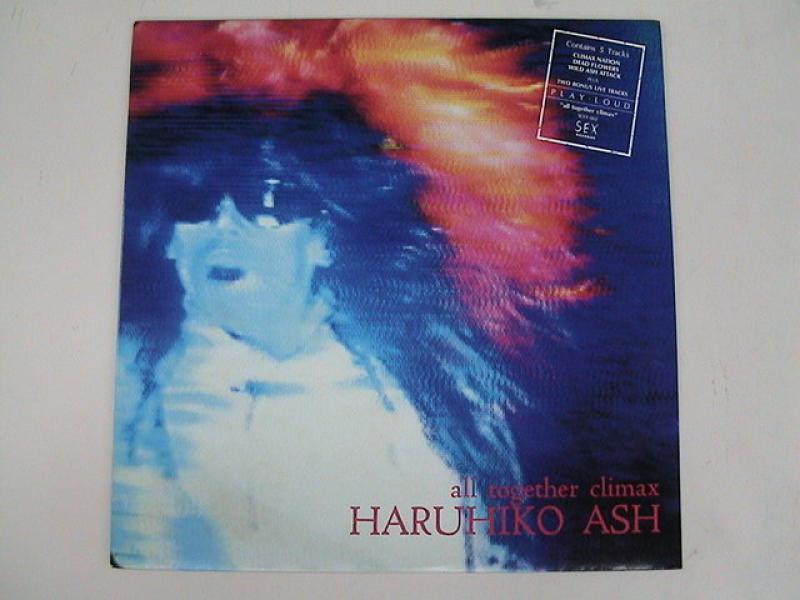 Contains 5 Tracks
CLIMAX NATION
DEAD FLOWERS
WILD ASH ATTACK
PLUS
TWO BONUS LIVE TRACKS
PLAY·LOUD
"all together climax"
SEX
all together climax
HARUHIKO ASH